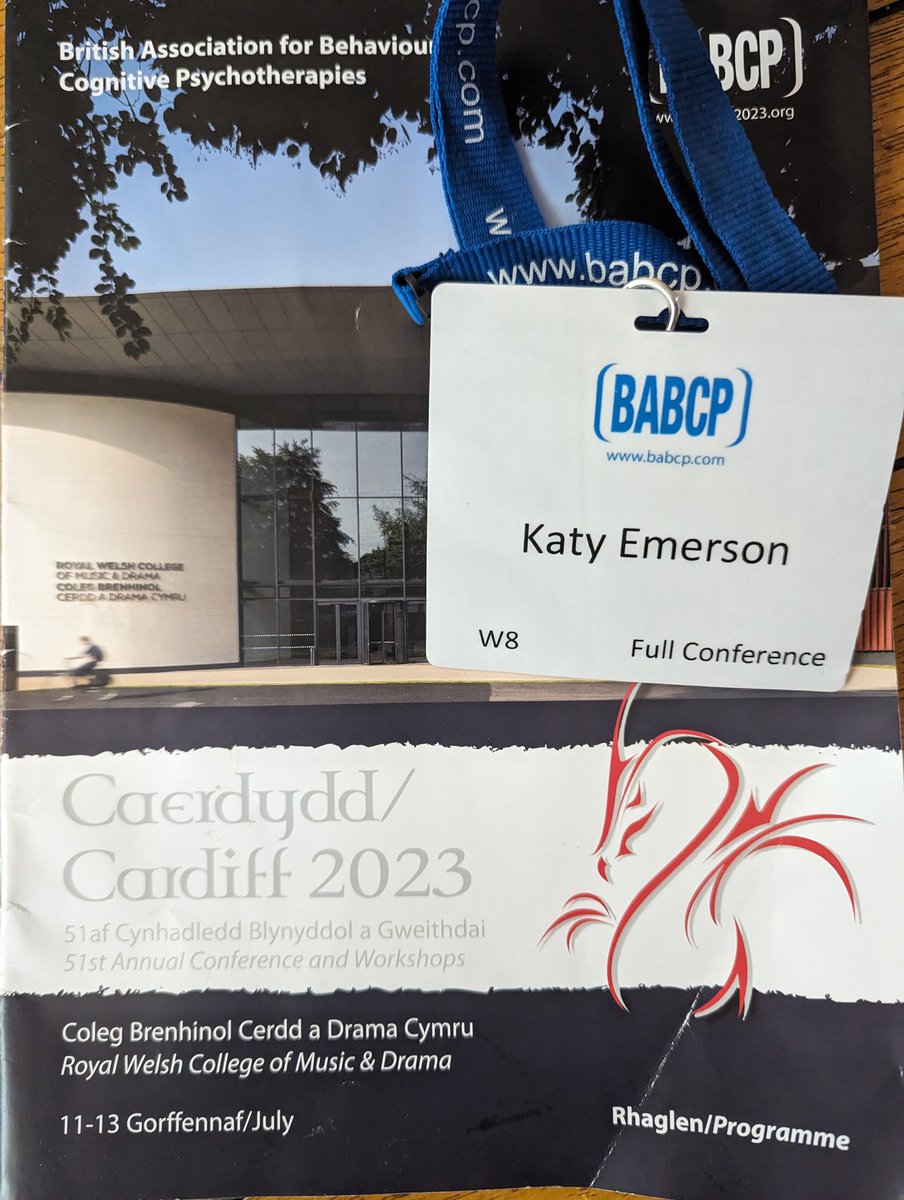 British Association for Behaviour
Cognitive Psychotherapies
BABCP
2023.org
.com
www.babcp.
BABCP
www.babcp.com
Katy Emerson
W8
Full Conference
ROYAL WELSH COLLEGE
OF MUSIC & DRAMA
COLEG BRENHINOL
CERDD A DRAMA CYMRU
Caerdydd/
Cardiff 2023
51af Cynhadledd Blynyddol a Gweithdai
51st Annual Conference and Workshops
Coleg Brenhinol Cerdd a Drama Cymru
Royal Welsh College of Music & Drama
11-13 Gorffennaf/July
Rhaglen/Programme